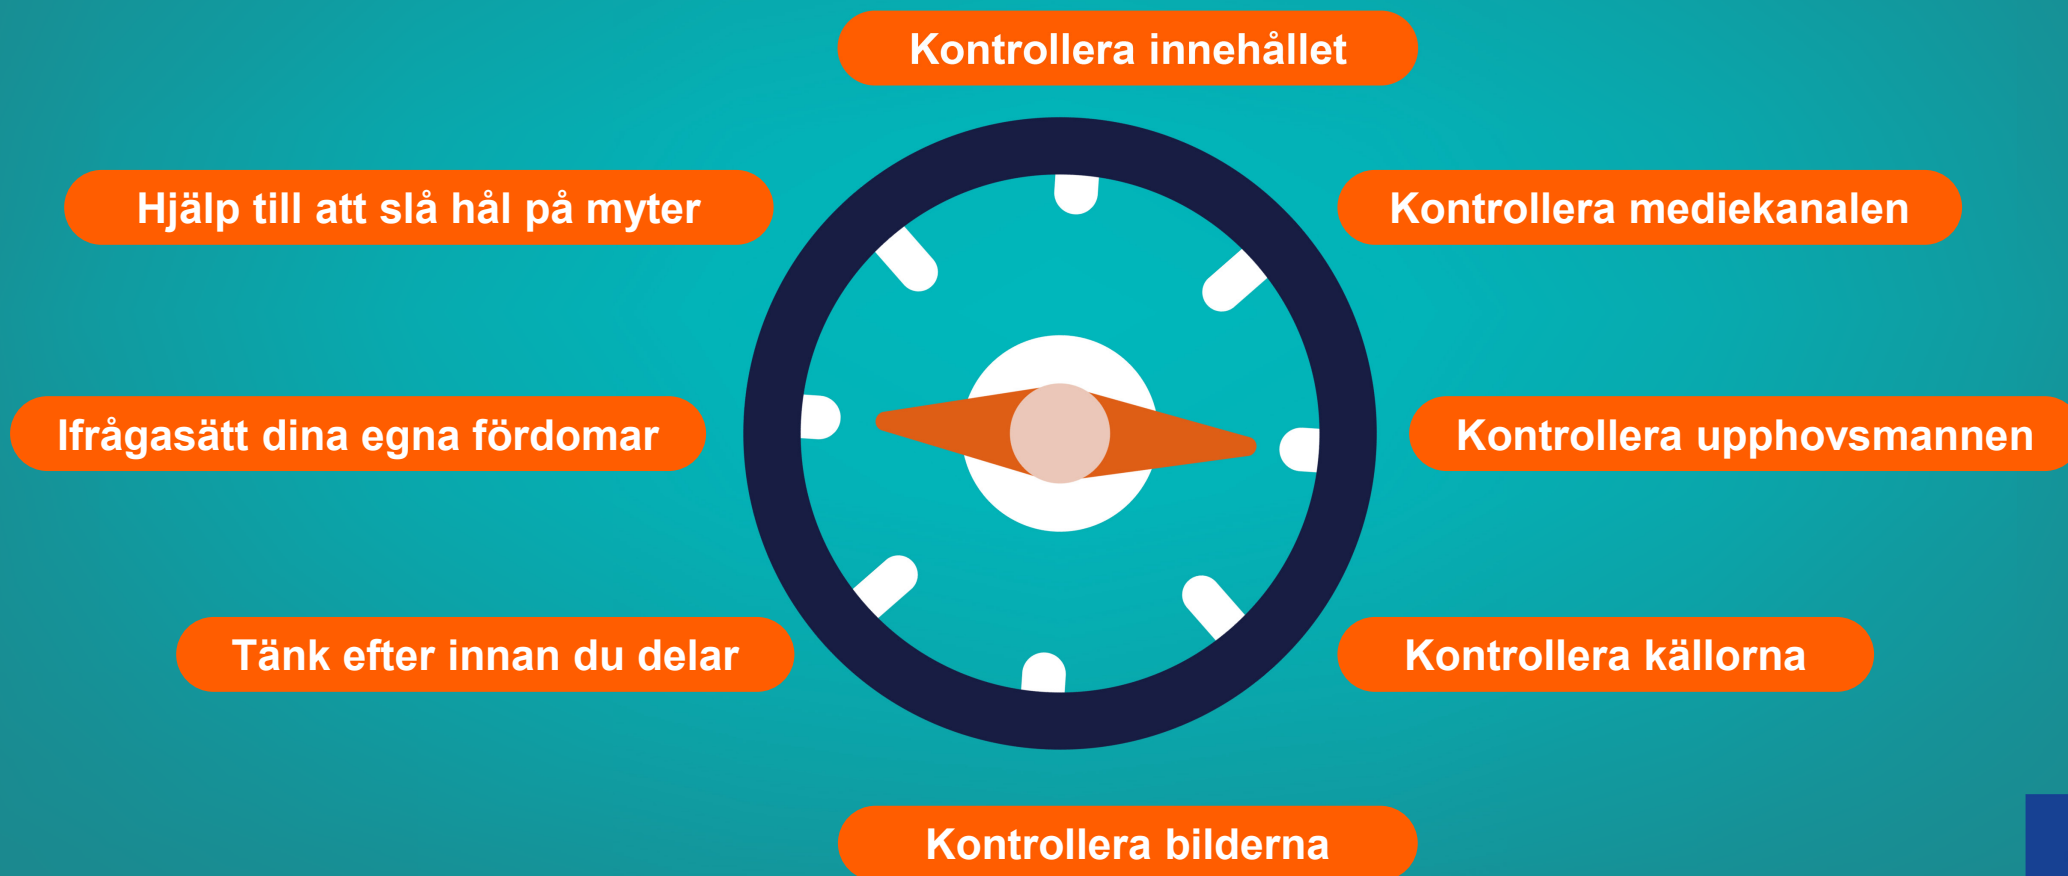 Kontrollera innehållet
Hjälp till att slå hål på myter
Kontrollera mediekanalen
Ifrågasätt dina egna fördomar
Kontrollera upphovsmannen
Tänk efter innan du delar
Kontrollera källorna
Kontrollera bilderna